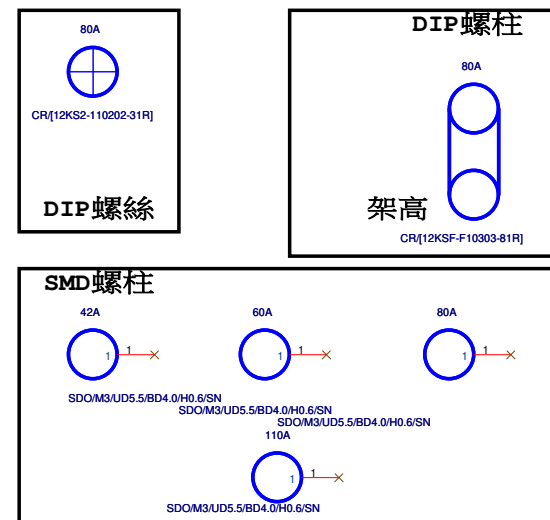 80A
CR/[12KS2-110202-31R]
DIP螺絲
DIP螺柱
80A
架高
CR/[12KSF-F10303-81R]
SMD螺柱
42A
60A
80A
1 1
1 1
1 1
SDO/M3/UD5.5/BD4.0/H0.6/SN
SDO/M3/UD5.5/BD4.0/H0.6/SN
SDO/M3/UD5.5/BD4.0/H0.6/SN
110A
1 1
SDO/M3/UD5.5/BD4.0/H0.6/SN